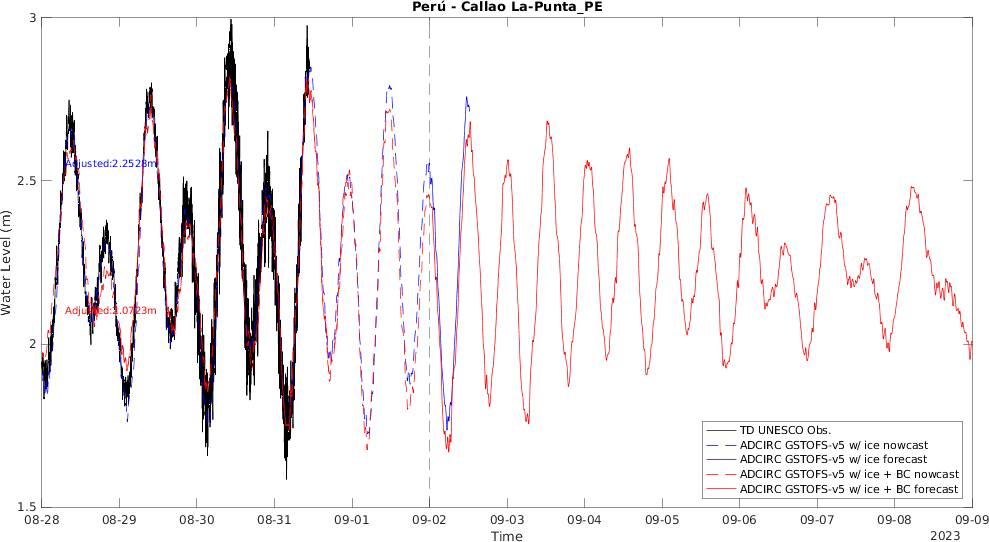 Perú - Callao La-Punta_PE
3
2.5
2
1.5
Water Level (m)
Adjusted:2.2528m
Adjusted:2.0723m
TD UNESCO Obs.
ADCIRC GSTOFS-v5 w/ ice nowcast
ADCIRC GSTOFS-v5 w/ ice forecast
ADCIRC GSTOFS-v5 w/ ice + BC nowcast
ADCIRC GSTOFS-v5 w/ ice + BC forecast
08-28 08-29 08-30 08-31 09-01 09-02 09-03 09-04 09-05 09-06 09-07 09-08 09-09
Time
2023